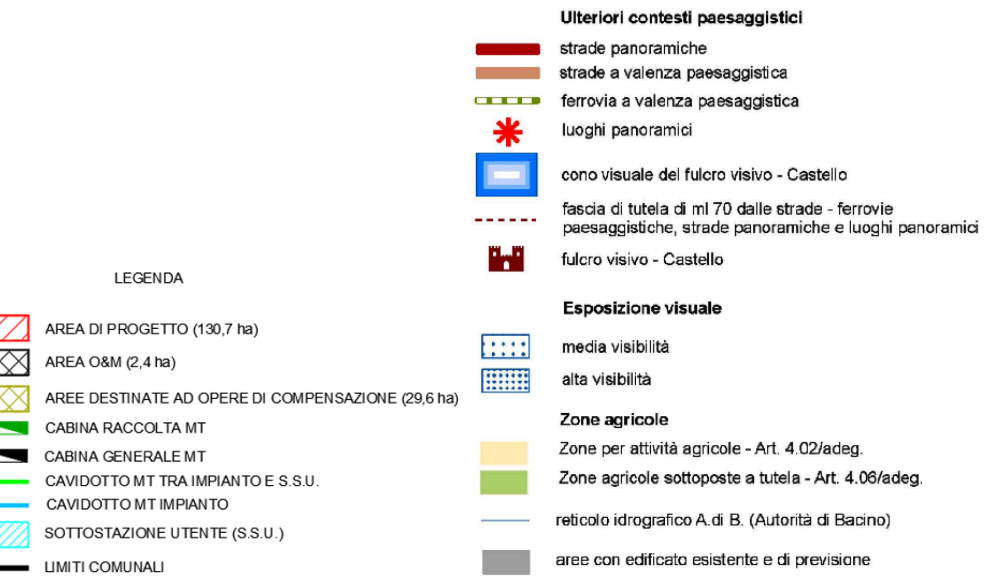 LEGENDA
AREA DI PROGETTO (130,7 ha)
AREA O&M (2,4 ha)
AREE DESTINATE AD OPERE DI COMPENSAZIONE (29,6 ha)
CABINA RACCOLTA MT
CABINA GENERALE MT
CAVIDOTTO MT TRA IMPIANTO E S.S.U.
CAVIDOTTO MT IMPIANTO
SOTTOSTAZIONE UTENTE (S.S.U.)
LIMITI COMUNALI
Ulteriori contesti paesaggistici
strade panoramiche
strade a valenza paesaggistica
ferrovia a valenza paesaggistica
luoghi panoramici
cono visuale del fulcro visivo - Castello
fascia di tutela di ml 70 dalle strade - ferrovie
paesaggistiche, strade panoramiche e luoghi panoramici
fulcro visivo - Castello
Esposizione visuale
media visibilità
alta visibilità
Zone agricole
Zone per attività agricole - Art. 4.02/adeg.
Zone agricole sottoposte a tutela - Art. 4.06/adeg.
reticolo idrografico A.di B. (Autorità di Bacino)
aree con edificato esistente e di previsione